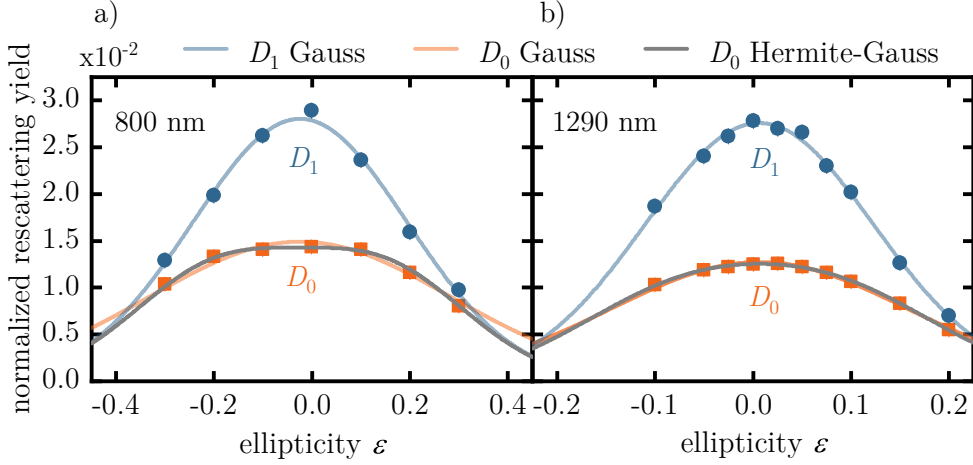 a)
b)
x10⁻²
D₁ Gauss
D₀ Gauss
D₀ Hermite-Gauss
normalized rescattering yield
3.0
2.5
2.0
1.5
1.0
0.5
0.0
800 nm
D₁
D₀
-0.4
-0.2
0.0
0.2
0.4
ellipticity ε
1290 nm
D₁
D₀
-0.2
-0.1
0.0
0.1
0.2
ellipticity ε